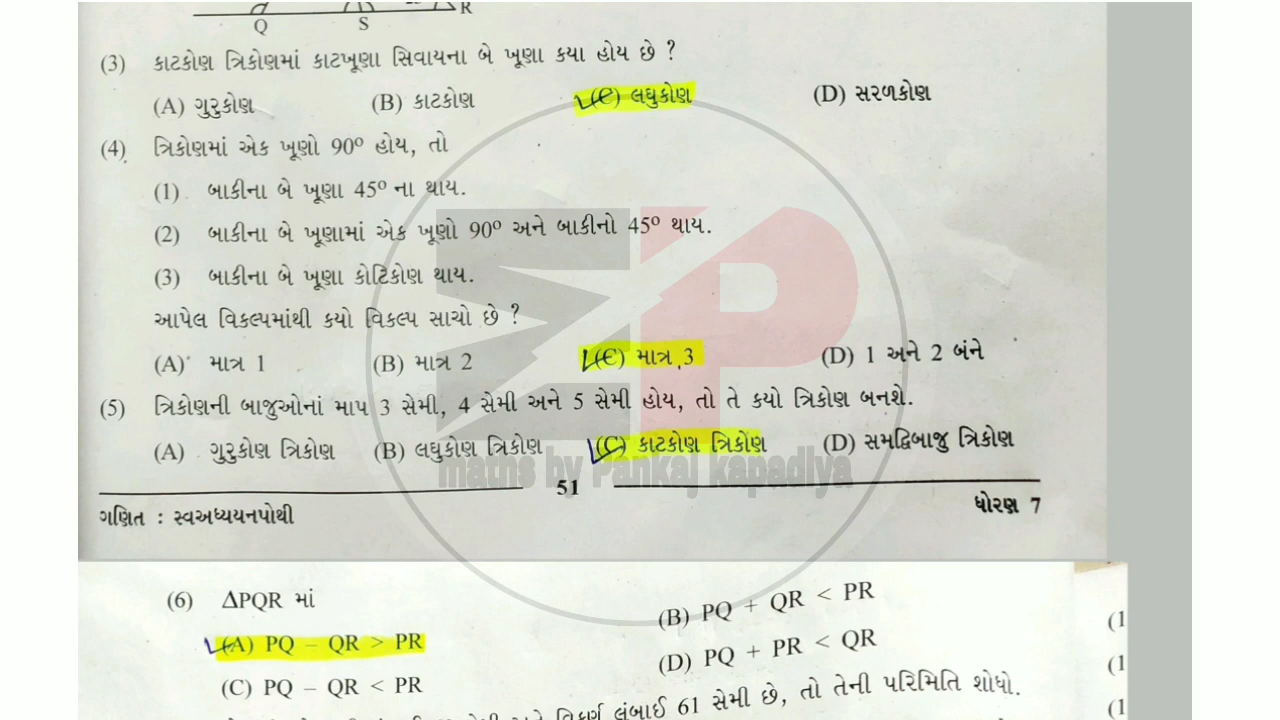 Q S R
(3) કાટકોણ ત્રિકોણમાં કાટખૂણા સિવાયના બે ખૂણા કયા હોય છે ?
(A) ગુરુકોણ (B) કાટકોણ (C) લઘુકોણ (D) સરળકોણ
(4) ત્રિકોણમાં એક ખૂણો 90° હોય, તો
(1) બાકીના બે ખૂણા 45° ના થાય.
(2) બાકીના બે ખૂણામાં એક ખૂણો 90° અને બાકીનો 45° થાય.
(3) બાકીના બે ખૂણા કોટિકોણ થાય.
આપેલ વિકલ્પમાંથી કયો વિકલ્પ સાચો છે ?
(A) માત્ર 1 (B) માત્ર 2 (C) માત્ર 3 (D) 1 અને 2 બંને
(5) ત્રિકોણની બાજુઓનાં માપ 3 સેમી, 4 સેમી અને 5 સેમી હોય, તો તે કયો ત્રિકોણ બનશે.
(A) ગુરુકોણ ત્રિકોણ (B) લઘુકોણ ત્રિકોણ (C) કાટકોણ ત્રિકોણ (D) સમદ્વિબાજુ ત્રિકોણ
maths by Pankaj kapadiya
51
ગણિત : સ્વઅધ્યયનપોથી ધોરણ 7
(6) ΔPQR માં
(A) PQ – QR > PR (B) PQ + QR < PR
(C) PQ – QR < PR (D) PQ + PR < QR
વિકર્ણ લંબાઈ 61 સેમી છે, તો તેની પરિમિતિ શોધો.